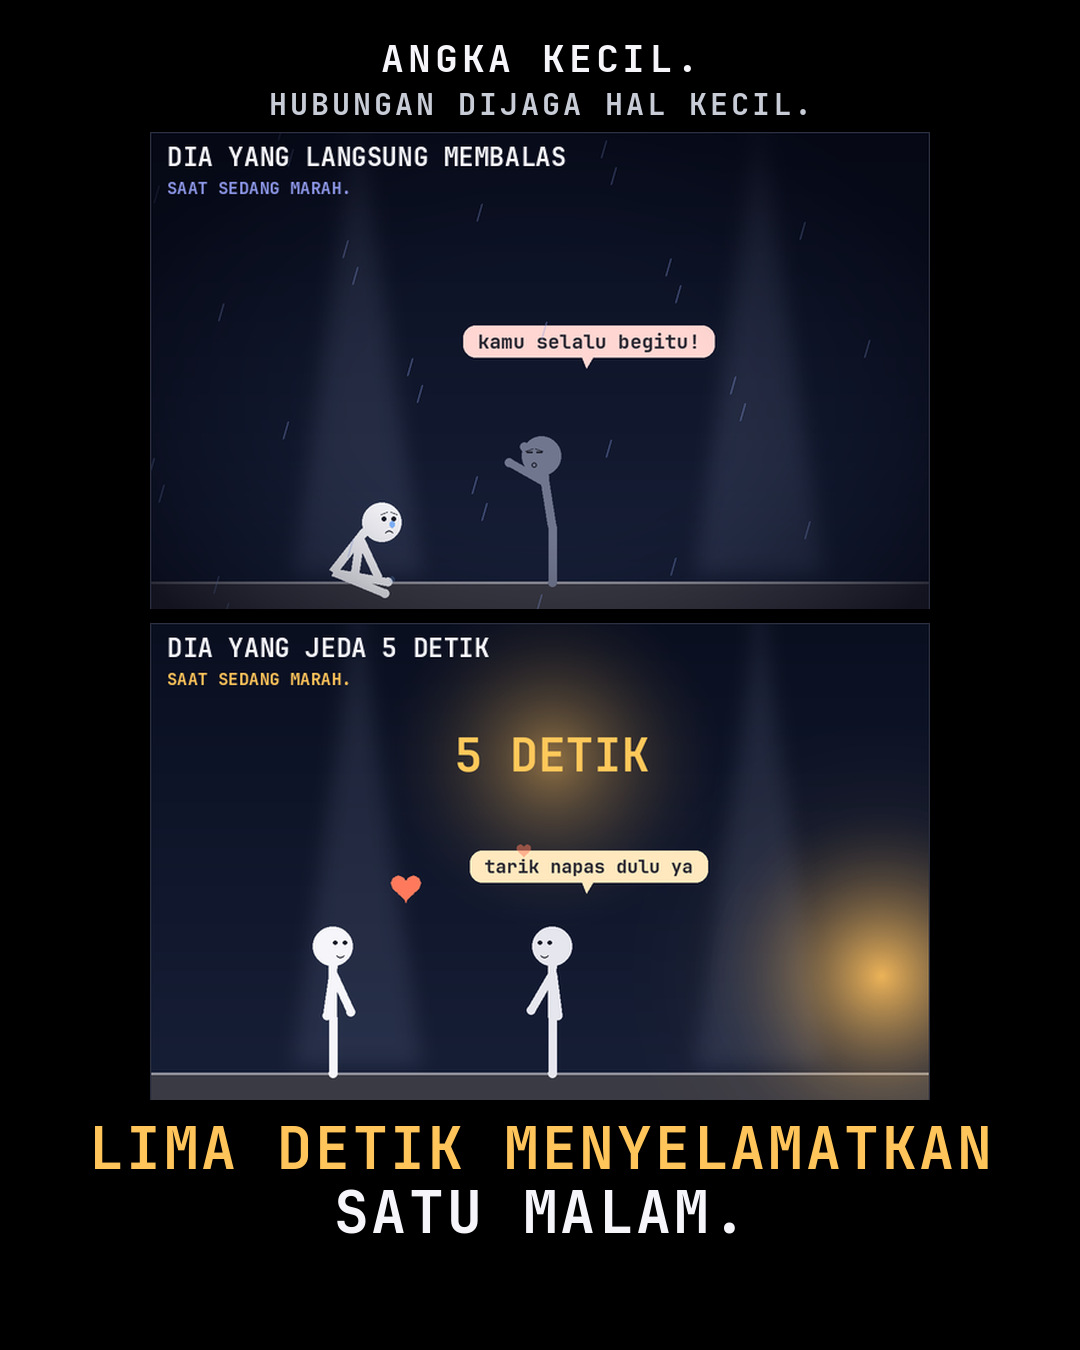 ANGKA KECIL.
HUBUNGAN DIJAGA HAL KECIL.
DIA YANG LANGSUNG MEMBALAS
SAAT SEDANG MARAH.
kamu selalu begitu!
DIA YANG JEDA 5 DETIK
SAAT SEDANG MARAH.
5 DETIK
tarik napas dulu ya
LIMA DETIK MENYELAMATKAN
SATU MALAM.